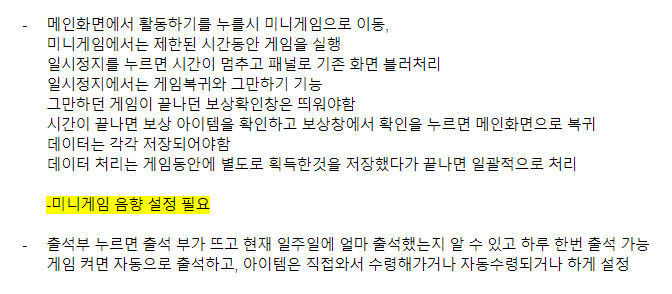 - 메인화면에서 활동하기를 누를시 미니게임으로 이동,
미니게임에서는 제한된 시간동안 게임을 실행
일시정지를 누르면 시간이 멈추고 패널로 기존 화면 블러처리
일시정지에서는 게임복귀와 그만하기 기능
그만하던 게임이 끝나던 보상확인창은 띄워야함
시간이 끝나면 보상 아이템을 확인하고 보상창에서 확인을 누르면 메인화면으로 복귀
데이터는 각각 저장되어야함
데이터 처리는 게임동안에 별도로 획득한것을 저장했다가 끝나면 일괄적으로 처리
-미니게임 음향 설정 필요
- 출석부 누르면 출석 부가 뜨고 현재 일주일에 얼마 출석했는지 알 수 있고 하루 한번 출석 가능
게임 켜면 자동으로 출석하고, 아이템은 직접와서 수령해가거나 자동수령되거나 하게 설정